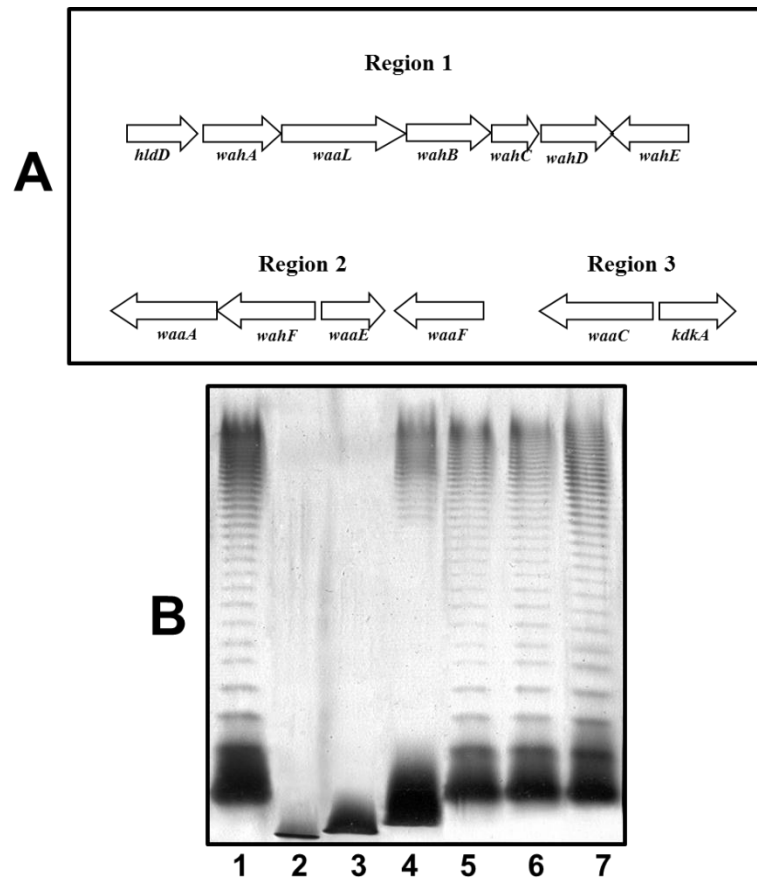 A
Region 1
hldD wahA waaL wahB wahC wahD wahE
Region 2 Region 3
waaA wahF waaE waaF waaC kdkA
B
1 2 3 4 5 6 7